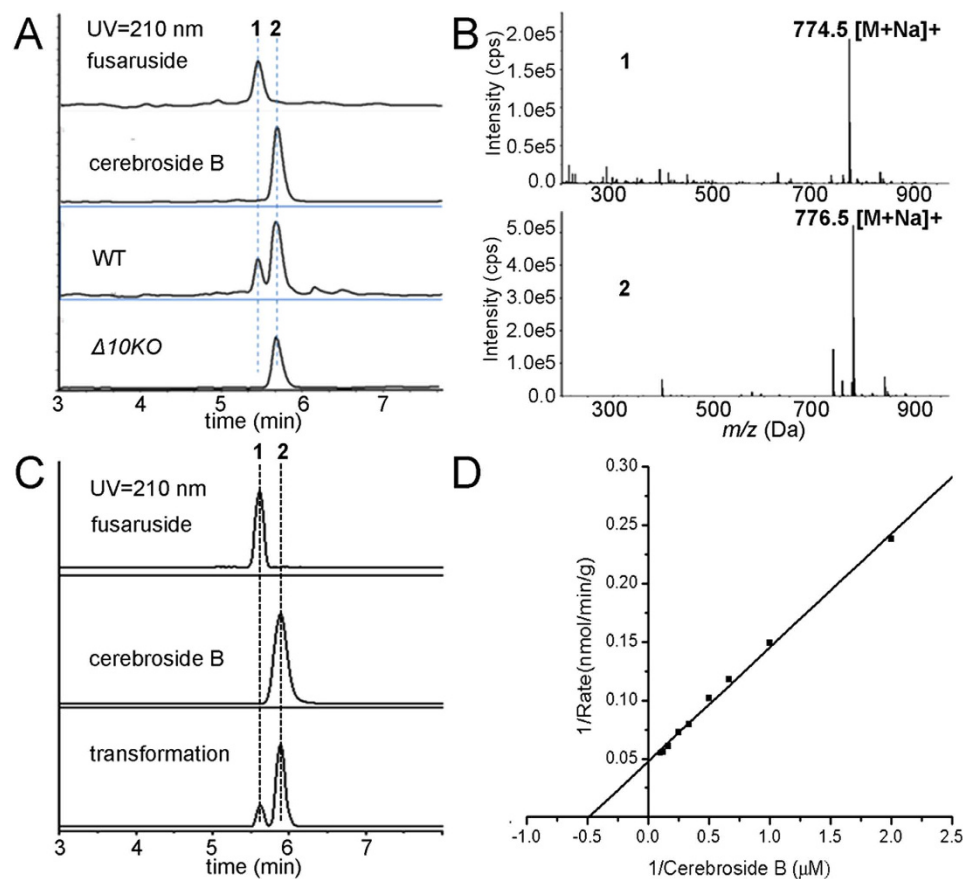 A
UV=210 nm
fusaruside
1 2
cerebroside B
WT
Δ10KO
3 4 5 6 7
time (min)
B
774.5 [M+Na]+
1
2.0e5
1.5e5
1.0e5
0.5e5
0.0
Intensity (cps)
300 500 700 900
776.5 [M+Na]+
2
5.0e5
4.0e5
3.0e5
2.0e5
1.0e5
0.0
Intensity (cps)
300 500 700 900
m/z (Da)
C
UV=210 nm
fusaruside
1 2
cerebroside B
transformation
3 4 5 6 7
time (min)
D
0.30
0.25
0.20
0.15
0.10
0.05
1/Rate(nmol/min/g)
-1.0 -0.5 0.0 0.5 1.0 1.5 2.0 2.5
1/Cerebroside B (μM)